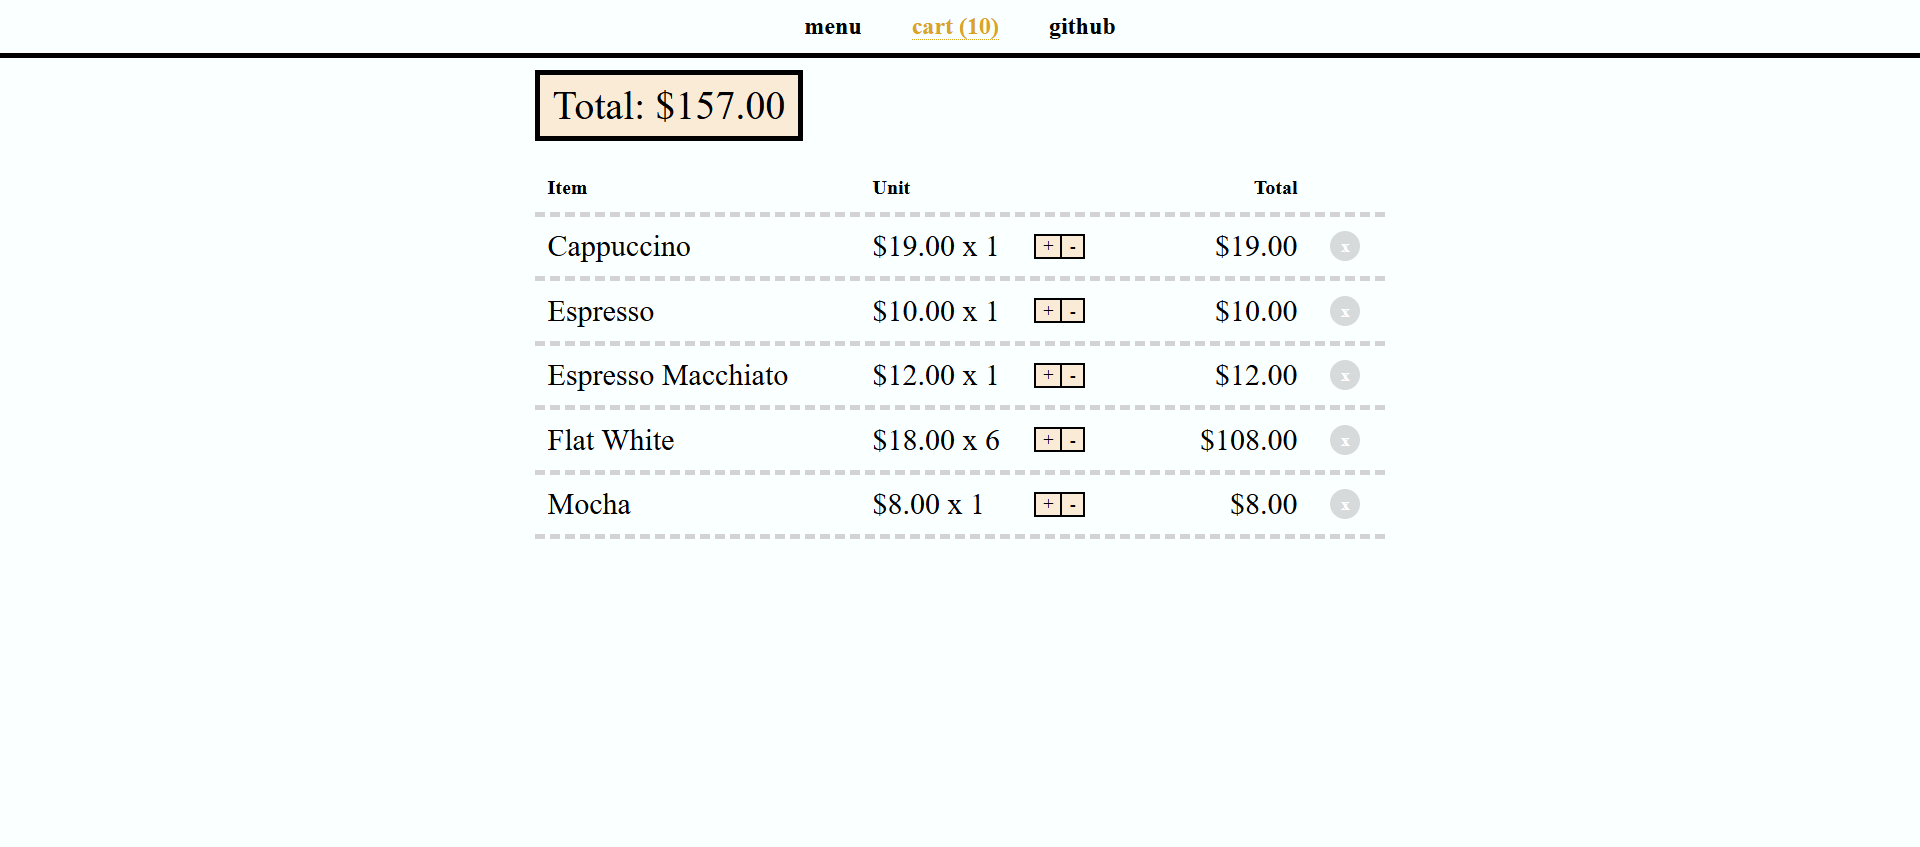 menu cart (10) github
Total: $157.00
Item Unit Total
Cappuccino $19.00 x 1 + - $19.00 x
Espresso $10.00 x 1 + - $10.00 x
Espresso Macchiato $12.00 x 1 + - $12.00 x
Flat White $18.00 x 6 + - $108.00 x
Mocha $8.00 x 1 + - $8.00 x